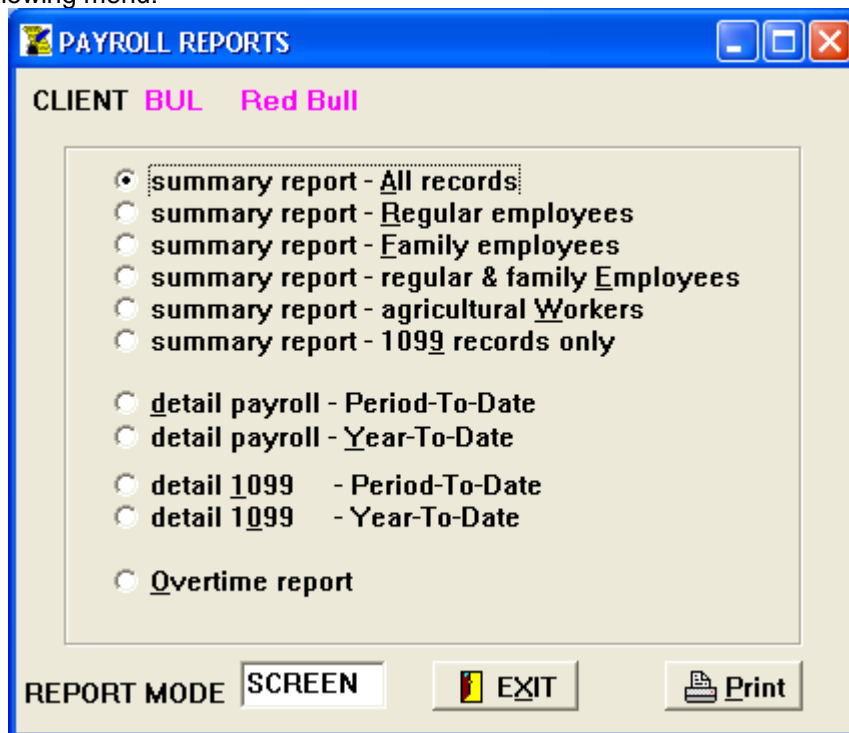 lowing menu.
PAYROLL REPORTS
CLIENT BUL Red Bull
summary report - All records
summary report - Regular employees
summary report - Family employees
summary report - regular & family Employees
summary report - agricultural Workers
summary report - 1099 records only
detail payroll - Period-To-Date
detail payroll - Year-To-Date
detail 1099 - Period-To-Date
detail 1099 - Year-To-Date
Overtime report
REPORT MODE SCREEN EXIT Print